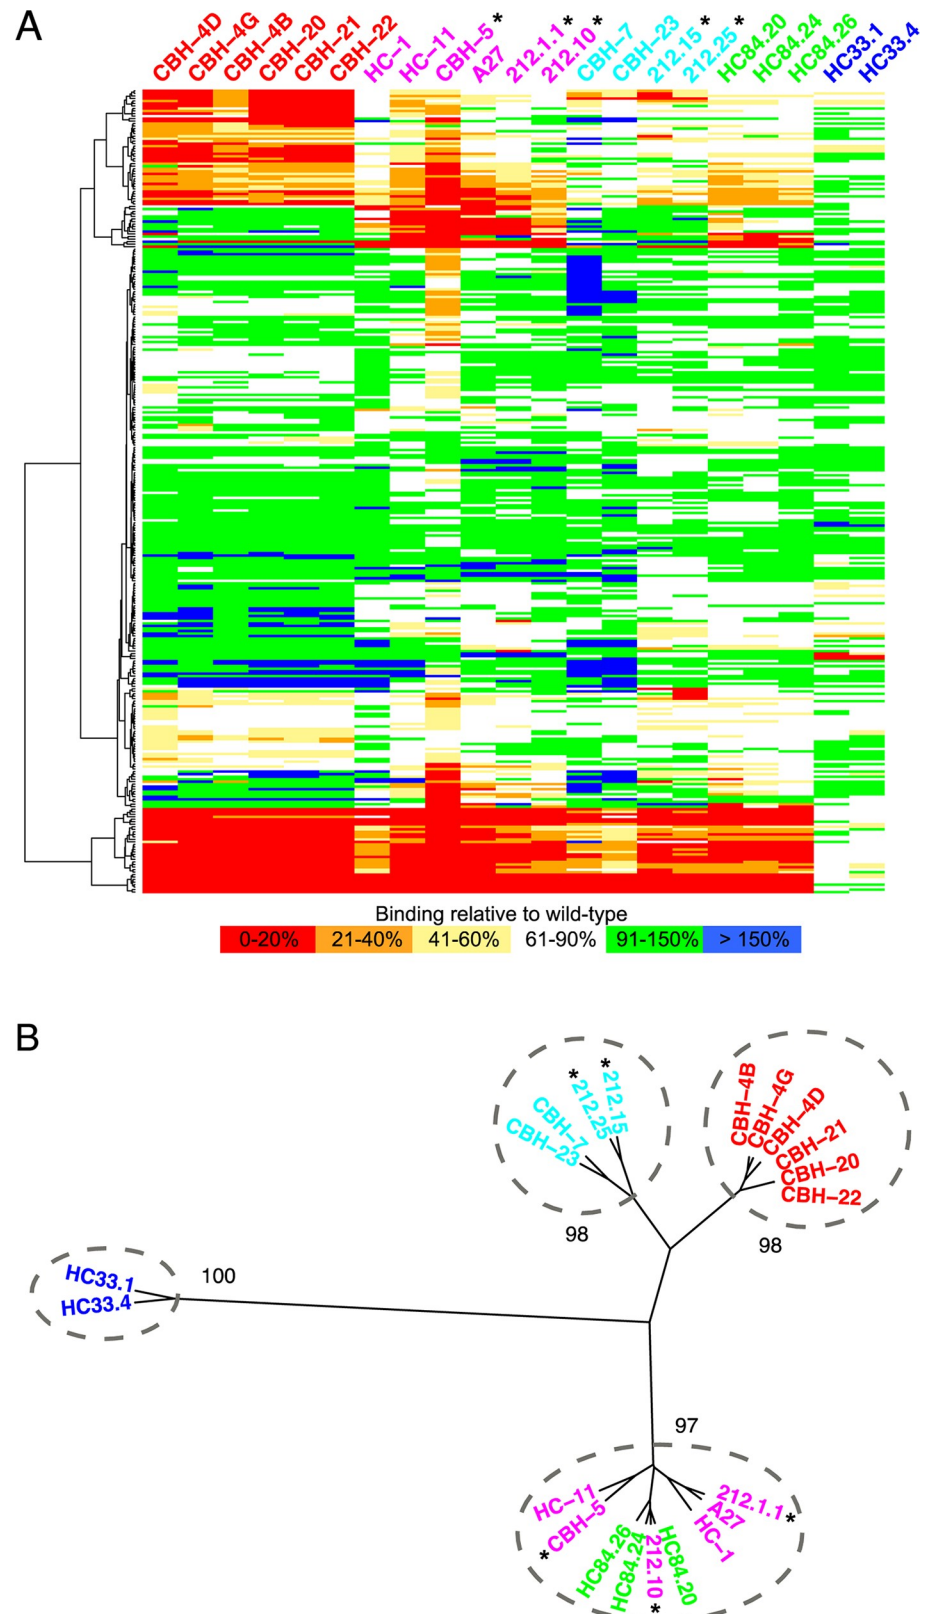 A
CBH-4D
CBH-4G
CBH-4B
CBH-20
CBH-21
CBH-22
HC-1
HC-11
CBH-5
*
A27
212.1.1
*
212.10
*
CBH-7
CBH-23
212.15
*
212.25
*
HC84.20
HC84.24
HC84.26
HC33.1
HC33.4
Binding relative to wild-type
0-20% 21-40% 41-60% 61-90% 91-150% > 150%
B
CBH-23
CBH-7
*212.25
*212.15
CBH-4B
CBH-4G
CBH-4D
CBH-21
CBH-20
CBH-22
98
98
HC33.1
HC33.4
100
97
HC-11
*CBH-5
HC84.26
HC84.24
212.10*
HC84.20
HC-1
A27
212.1.1*